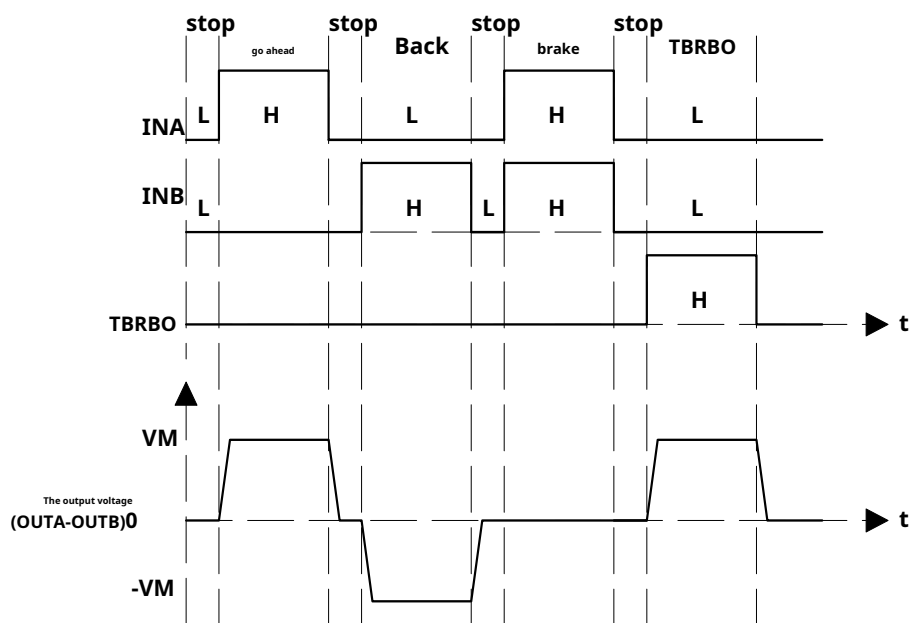 stop stop stop stop
go ahead Back brake TBRBO
INA L H L H L
INB L H L H L
TBRBO H t
VM
The output voltage
(OUTA-OUTB)0 t
-VM